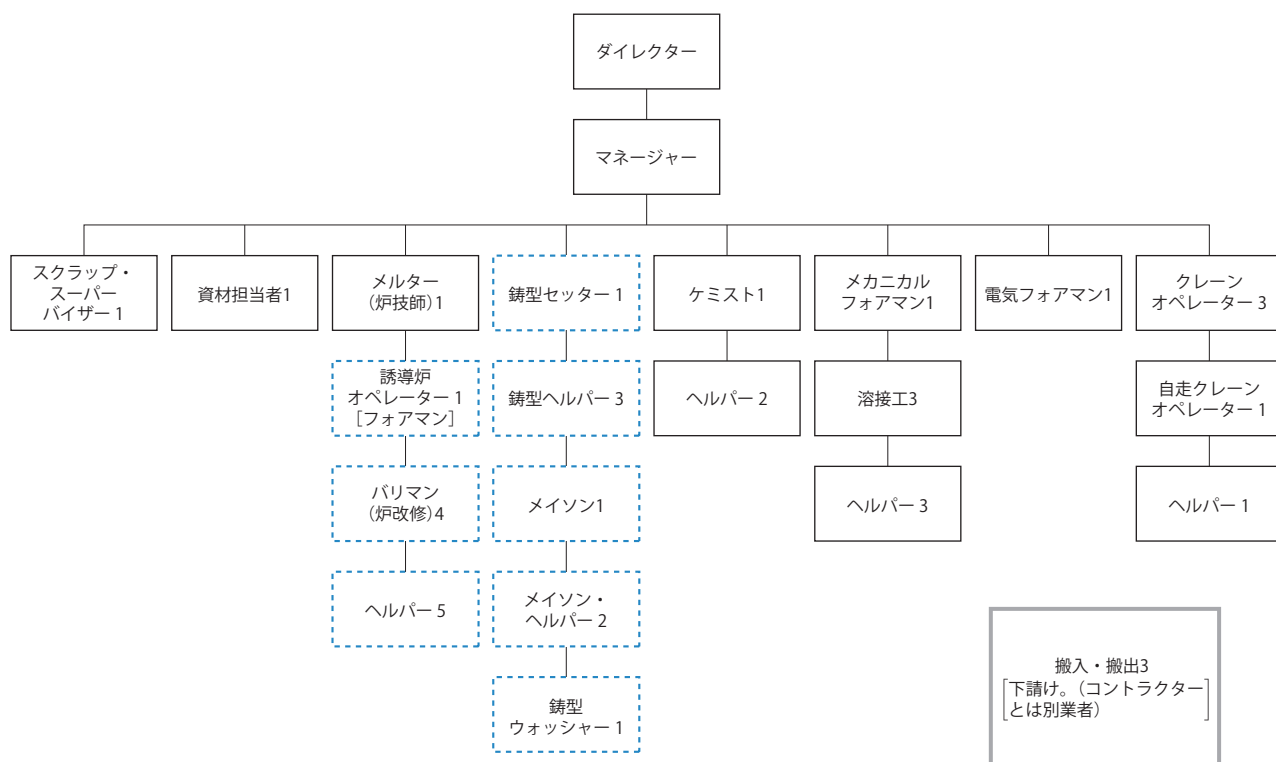 ダイレクター
マネージャー
スクラップ・
スーパー
バイザー 1
資材担当者1
メルター
（炉技師）1
鋳型セッター 1
ケミスト1
メカニカル
フォアマン1
電気フォアマン1
クレーン
オペレーター 3
誘導炉
オペレーター 1
［フォアマン］
鋳型ヘルパー 3
ヘルパー 2
溶接工3
自走クレーン
オペレーター 1
バリマン
（炉改修）4
メイソン1
ヘルパー 3
ヘルパー 1
ヘルパー 5
メイソン・
ヘルパー 2
鋳型
ウォッシャー 1
搬入・搬出3
［下請け。（コントラクター
とは別業者）］